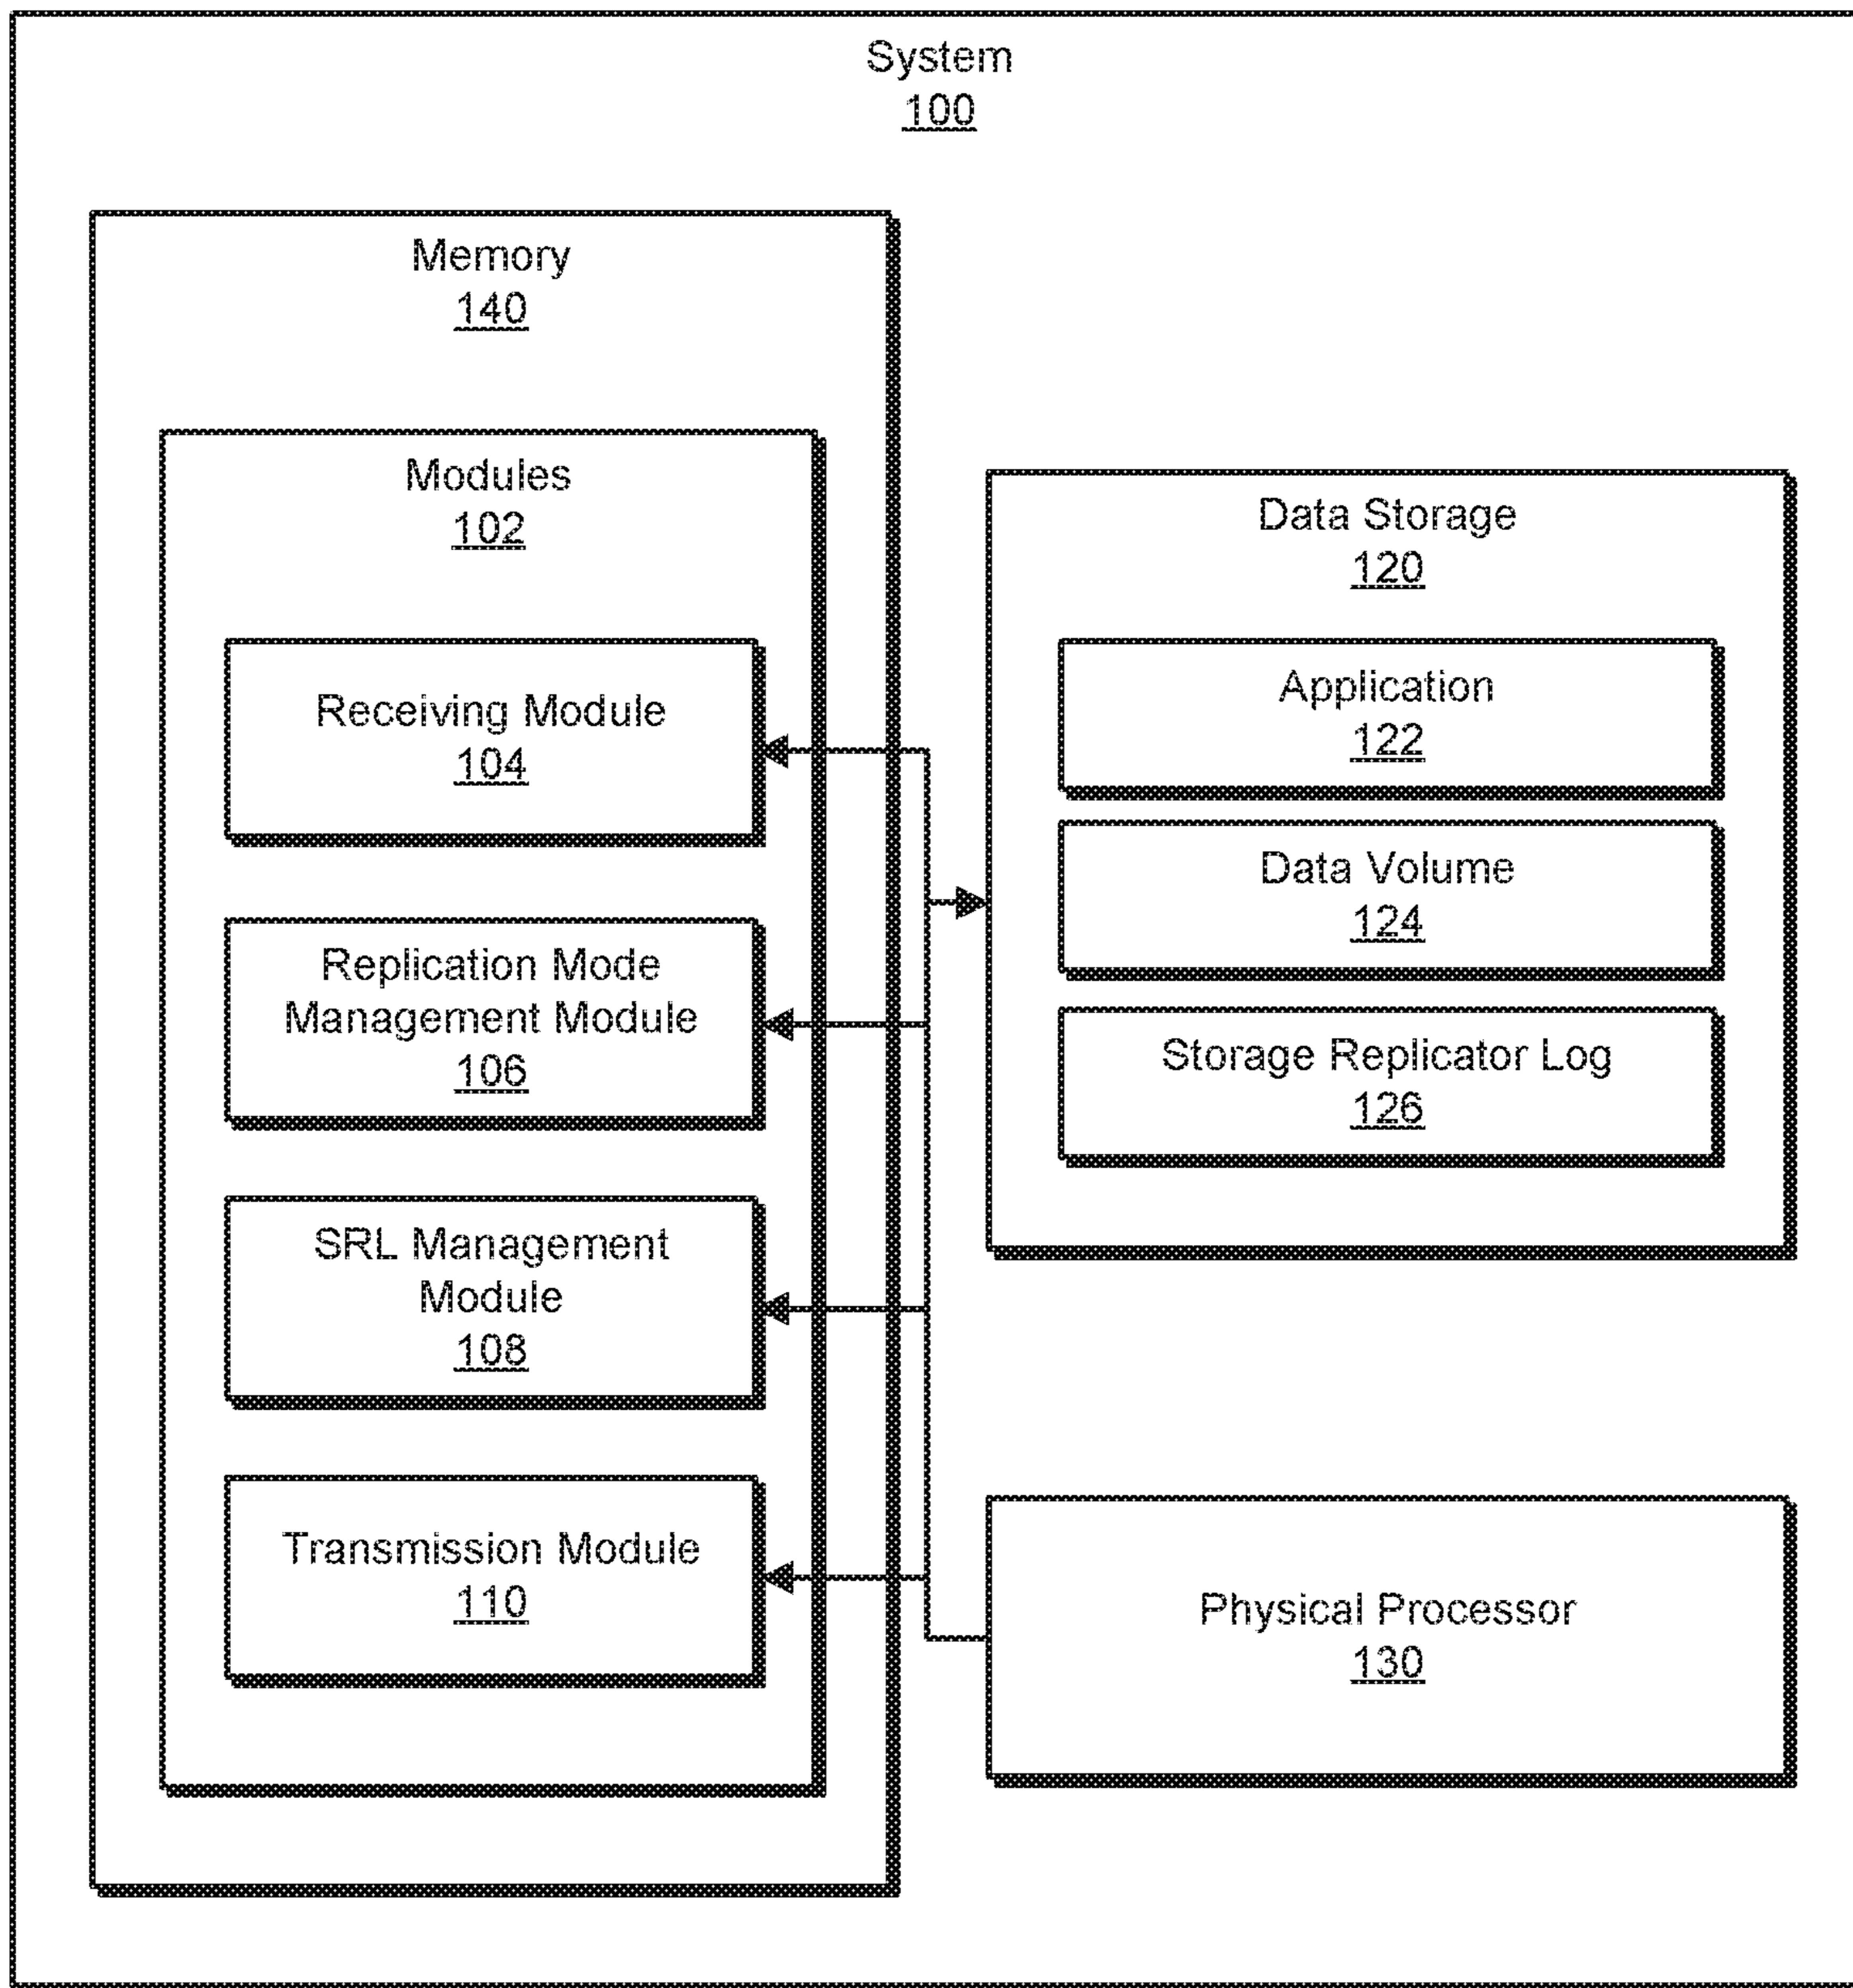 System
100
Memory
140
Modules
102
Receiving Module
104
Replication Mode
Management Module
106
SRL Management
Module
108
Transmission Module
110
Data Storage
120
Application
122
Data Volume
124
Storage Replicator Log
126
Physical Processor
130